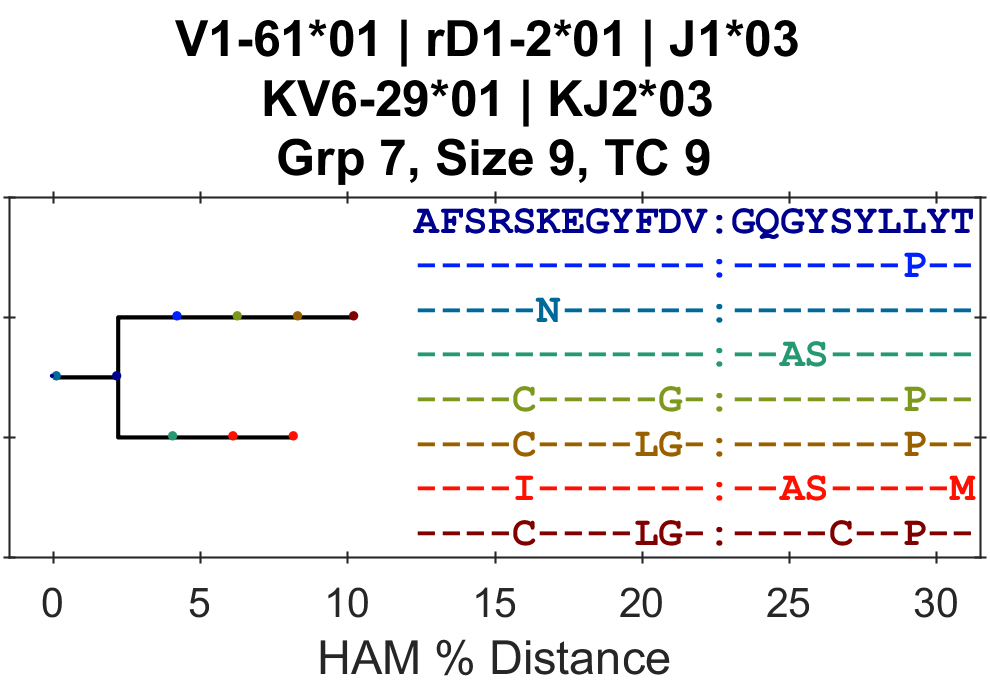 V1-61*01 | rD1-2*01 | J1*03
KV6-29*01 | KJ2*03
Grp 7, Size 9, TC 9
AFSRSKEGYFDV:GQGYSYLLYT
------------:-------P--
-----N------:----------
------------:--AS------
----C-----G-:-------P--
----C----LG-:-------P--
----I-------:--AS-----M
----C----LG-:----C--P--
0 5 10 15 20 25 30
HAM % Distance